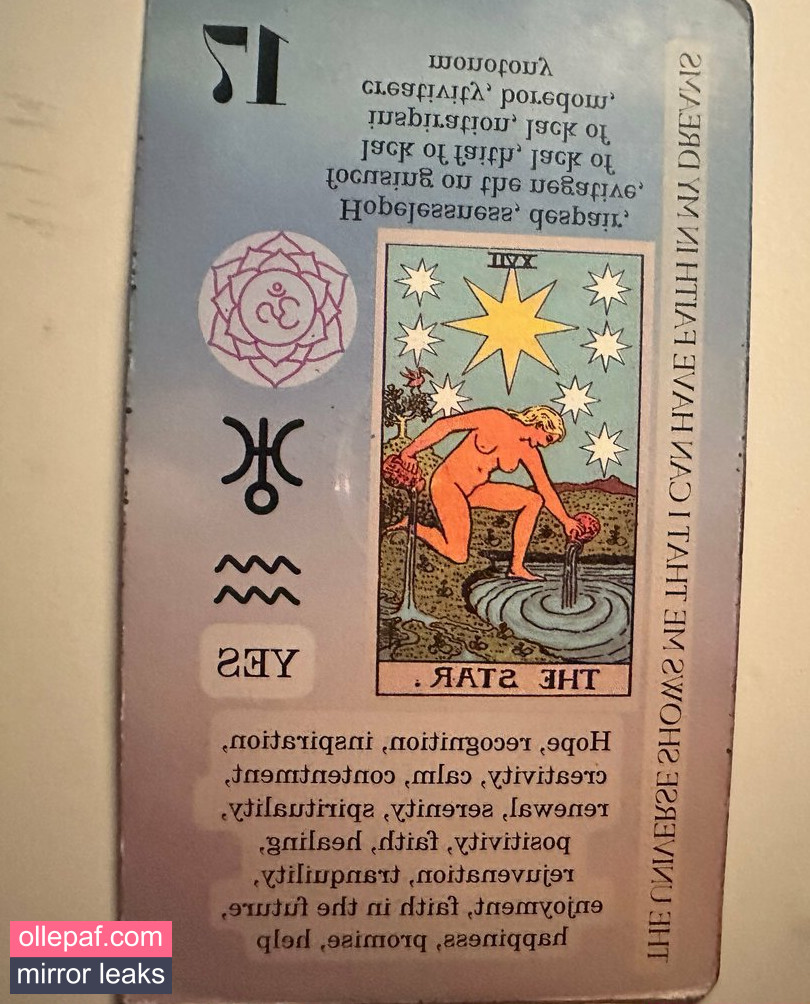 17
Hopelessness, despair,
focusing on the negative,
lack of faith, lack of
inspiration, lack of
creativity, boredom,
monotony
XVII
THE STAR.
YES
Hope, recognition, inspiration,
creativity, calm, contentment,
renewal, serenity, spirituality,
positivity, faith, healing,
rejuvenation, tranquility,
enjoyment, faith in the future,
happiness, promise, help
THE UNIVERSE SHOWS ME THAT I CAN HAVE FAITH IN MY DREAMS
ॐ
ollepaf.com
mirror leaks